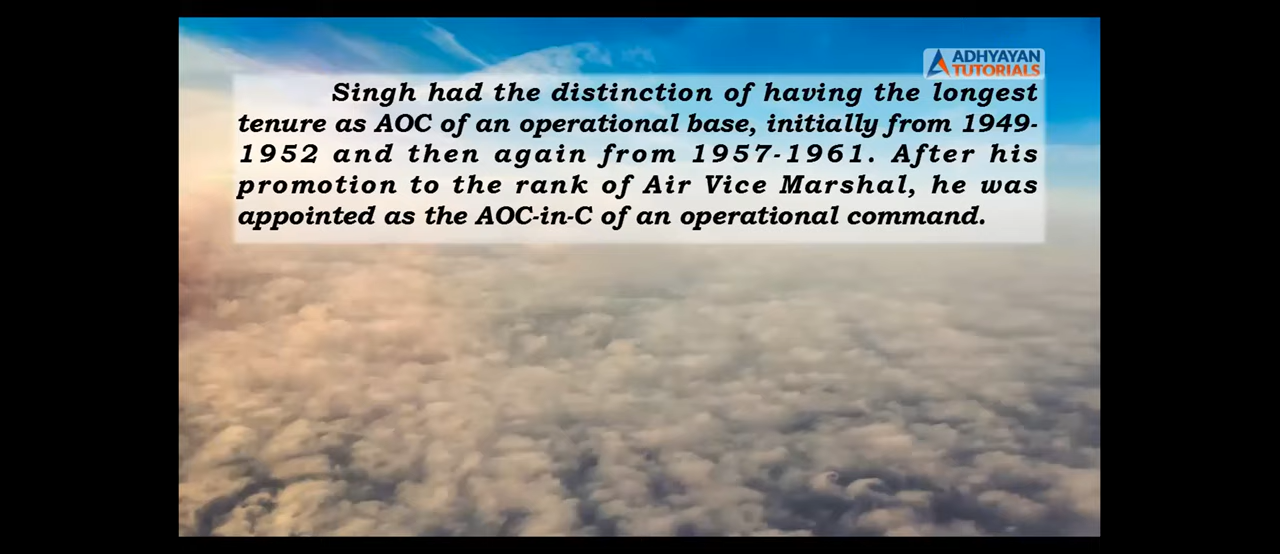 ADHYAYAN
TUTORIALS
Singh had the distinction of having the longest
tenure as AOC of an operational base, initially from 1949-
1952 and then again from 1957-1961. After his
promotion to the rank of Air Vice Marshal, he was
appointed as the AOC-in-C of an operational command.